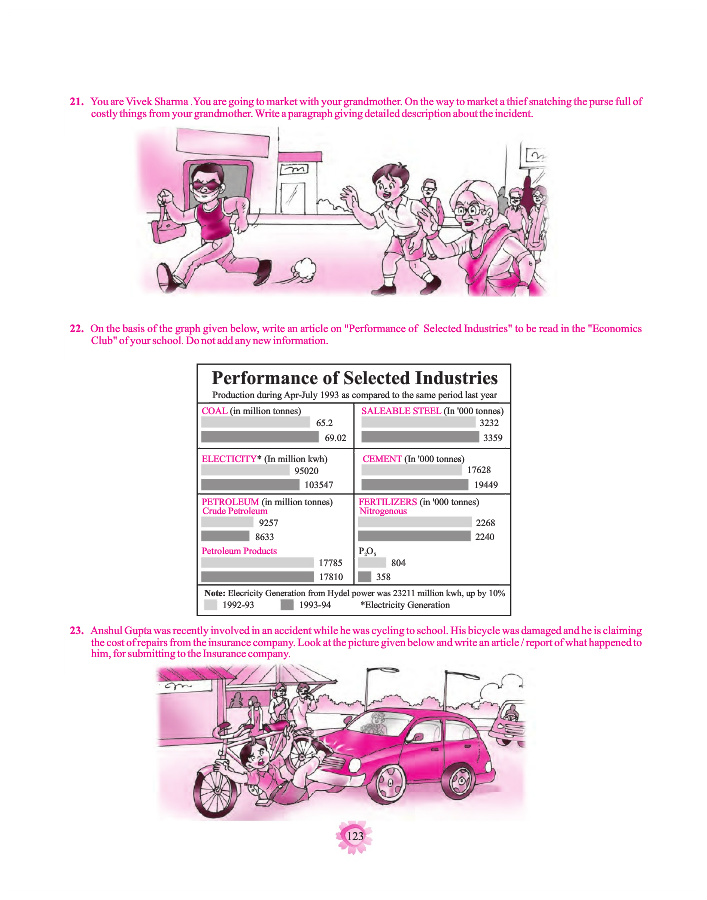 21. You are Vivek Sharma .You are going to market with your grandmother. On the way to market a thief snatching the purse full of
costly things from your grandmother. Write a paragraph giving detailed description about the incident.
22. On the basis of the graph given below, write an article on "Performance of Selected Industries" to be read in the "Economics
Club" of your school. Do not add any new information.
Performance of Selected Industries
Production during Apr-July 1993 as compared to the same period last year
COAL (in million tonnes)
65.2
69.02
SALEABLE STEEL (In '000 tonnes)
3232
3359
ELECTICITY* (In million kwh)
95020
103547
CEMENT (In '000 tonnes)
17628
19449
PETROLEUM (in million tonnes)
Crude Petroleum
9257
8633
Petroleum Products
17785
17810
FERTILIZERS (in '000 tonnes)
Nitrogenous
2268
2240
P₂O₅
804
358
Note: Elecricity Generation from Hydel power was 23211 million kwh, up by 10%
1992-93 1993-94 *Electricity Generation
23. Anshul Gupta was recently involved in an accident while he was cycling to school. His bicycle was damaged and he is claiming
the cost of repairs from the insurance company. Look at the picture given below and write an article / report of what happened to
him, for submitting to the Insurance company.
123